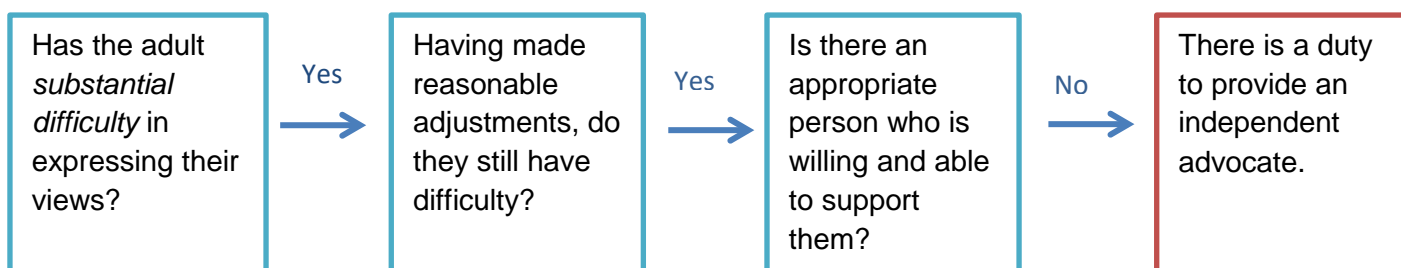 Has the adult
substantial
difficulty in
expressing their
views?
Yes
Having made
reasonable
adjustments, do
they still have
difficulty?
Yes
Is there an
appropriate
person who is
willing and able
to support
them?
No
There is a duty
to provide an
independent
advocate.